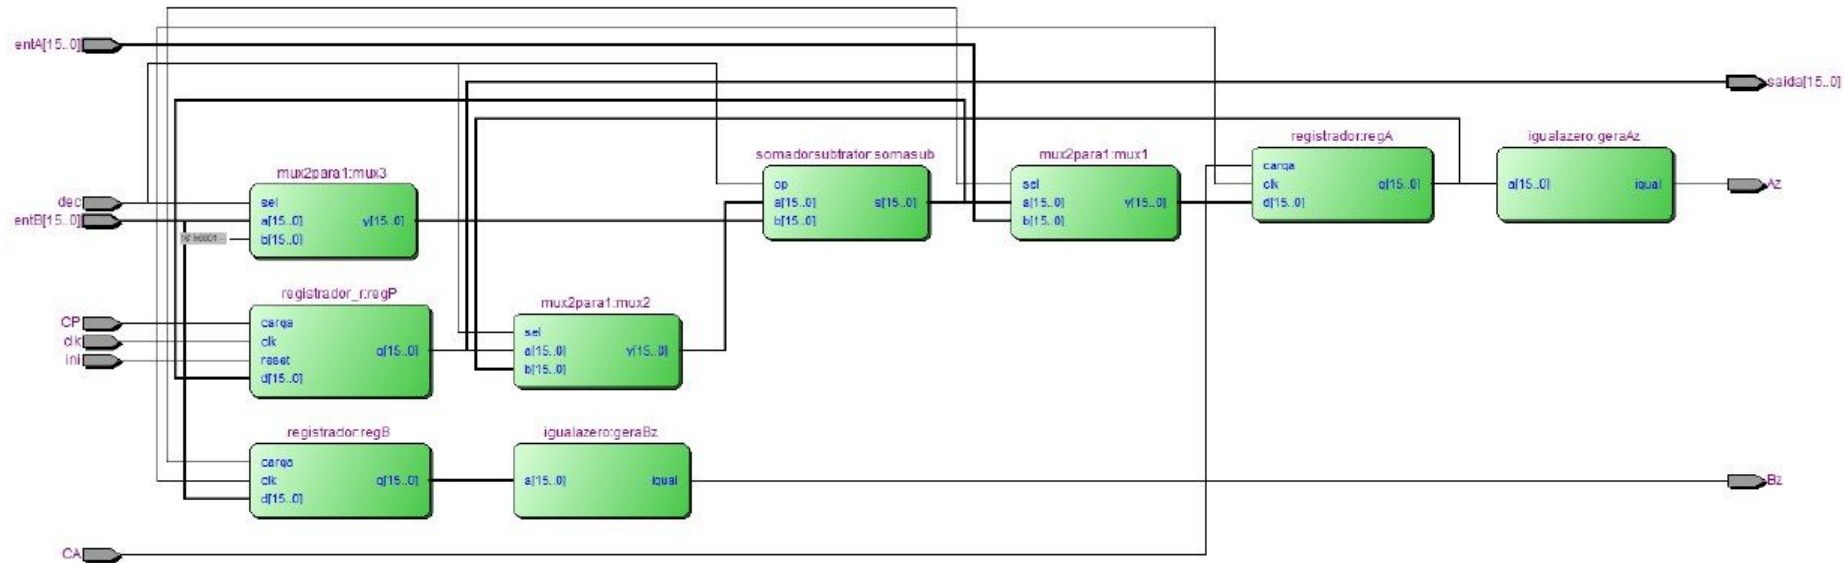 entA[15..0]
saida[15..0]
registrador:regA
igualazero:geraAz
somadorsubtrator:somasub
mux2para1:mux1
carga
clk
d[15..0]
q[15..0]
a[15..0]
igual
Az
mux2para1:mux3
op
a[15..0]
b[15..0]
s[15..0]
sel
a[15..0]
b[15..0]
y[15..0]
dec
entB[15..0]
sel
a[15..0]
b[15..0]
y[15..0]
registrador_r:regP
mux2para1:mux2
CP
clk
ini
carga
clk
reset
d[15..0]
q[15..0]
sel
a[15..0]
b[15..0]
y[15..0]
registrador:regB
igualazero:geraBz
carga
clk
d[15..0]
q[15..0]
a[15..0]
igual
Bz
CA